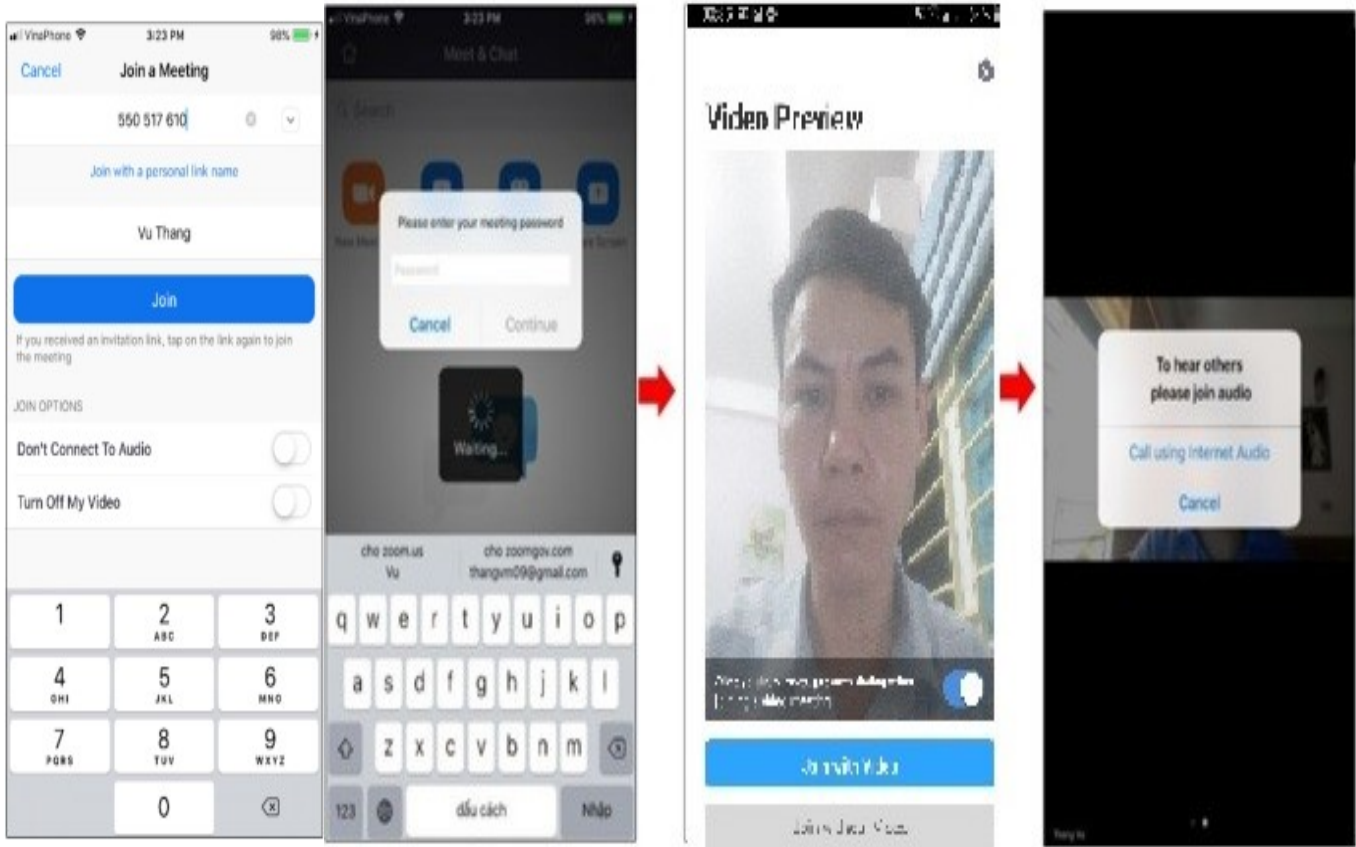 VinaPhone 3:23 PM 98%
Cancel Join a Meeting
550 517 610
Join with a personal link name
Vu Thang
Join
If you received an invitation link, tap on the link again to join
the meeting
JOIN OPTIONS
Don't Connect To Audio
Turn Off My Video
1 2 3
ABC DEF
4 5 6
GHI JKL MNO
7 8 9
PQRS TUV WXYZ
0
VinaPhone 3:23 PM 98%
Meet & Chat
Search
Please enter your meeting password
Password
Cancel Continue
Waiting...
cho zoom.us cho zoomgov.com
Vu thangvm09@gmail.com
q w e r t y u i o p
a s d f g h j k l
z x c v b n m
123 dấu cách Nhập
Video Preview
Join with Video
To hear others
please join audio
Call using Internet Audio
Cancel
Thang Vu